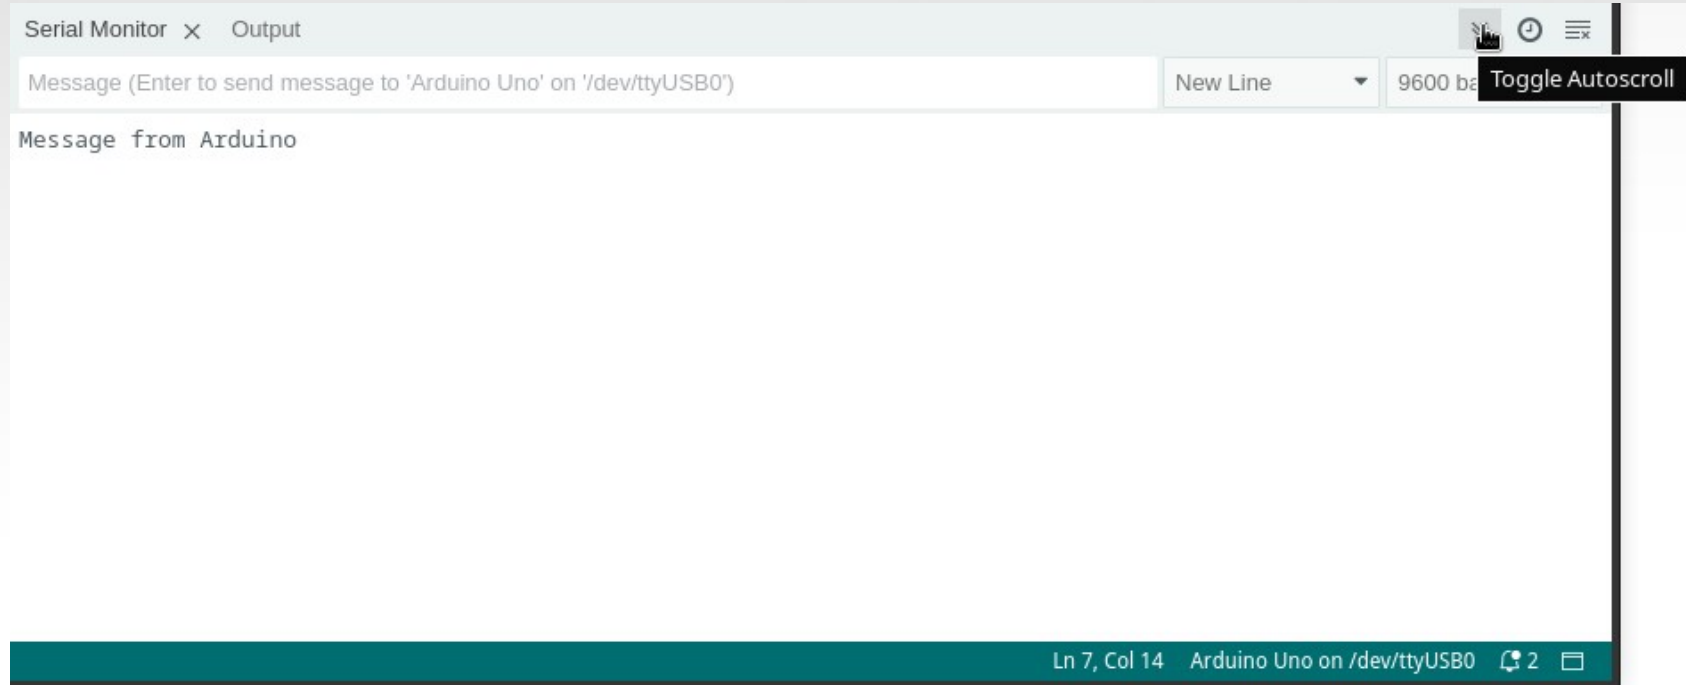 Serial Monitor Output
Message (Enter to send message to 'Arduino Uno' on '/dev/ttyUSB0') New Line 9600
Toggle Autoscroll
Message from Arduino
Ln 7, Col 14 Arduino Uno on /dev/ttyUSB0 2